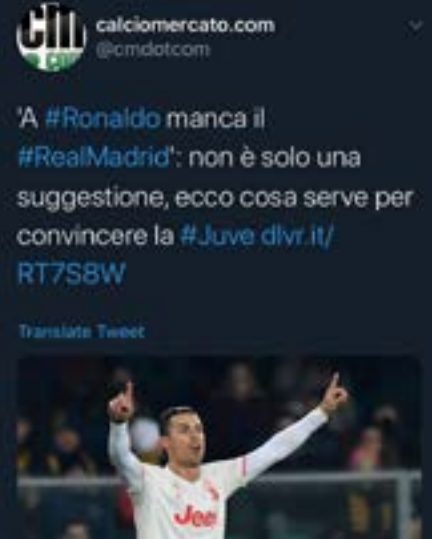 cm
calciomercato.com
@cmdotcom
'A #Ronaldo manca il
#RealMadrid': non è solo una
suggestione, ecco cosa serve per
convincere la #Juve dlvr.it/
RT7S8W
Translate Tweet
Jeep